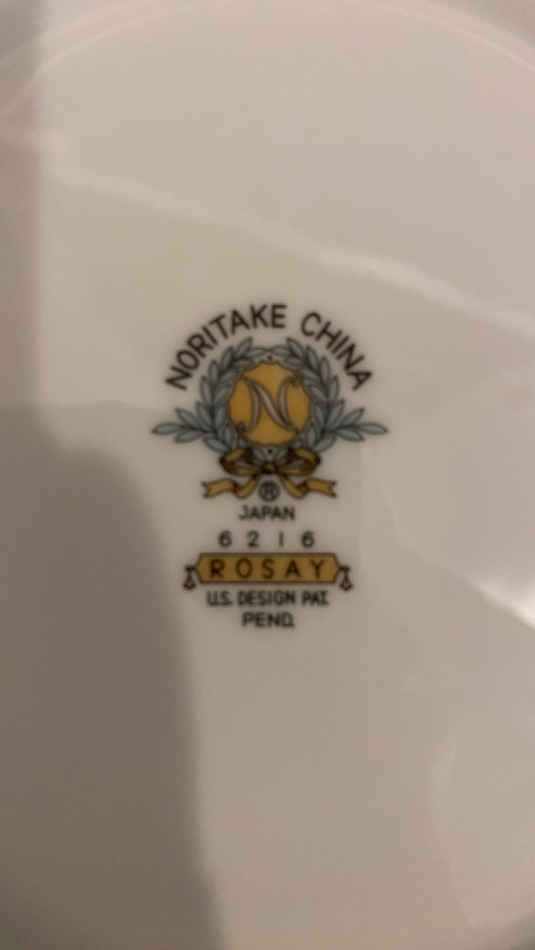 NORITAKE CHINA
N
®
JAPAN
6216
ROSAY
U.S. DESIGN PAT.
PEND.